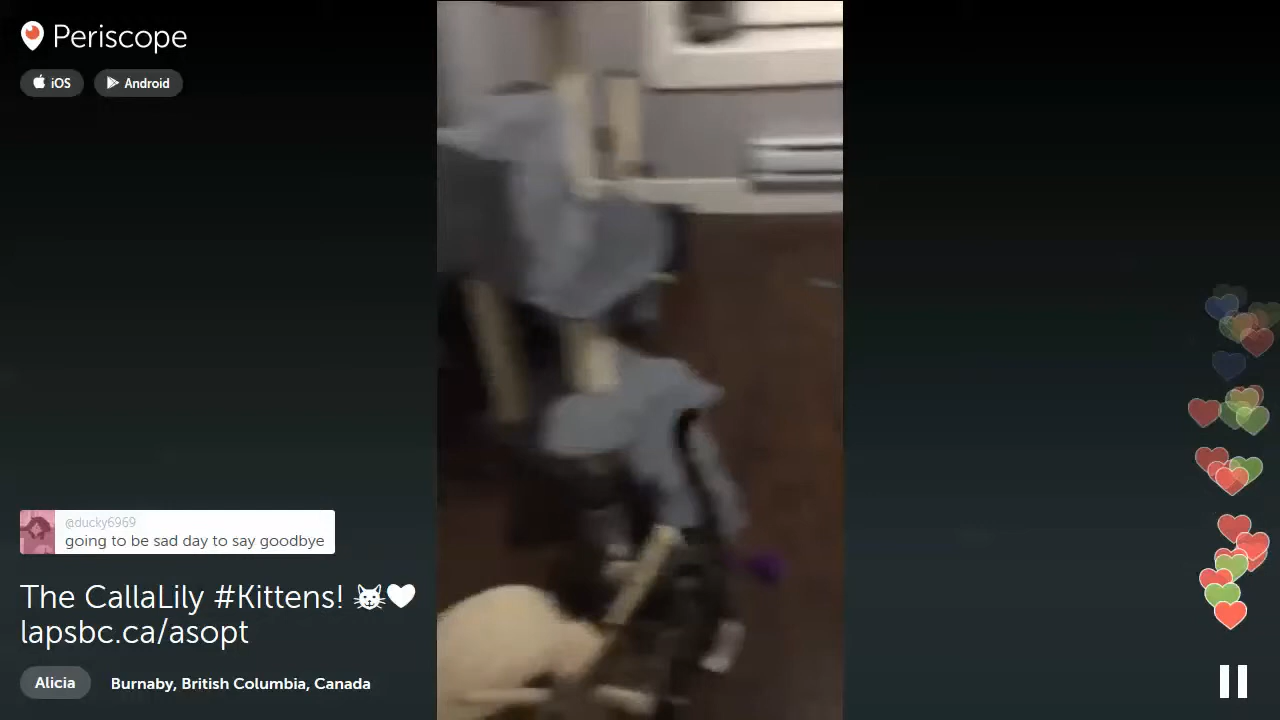 Periscope
iOS
Android
@ducky6969
going to be sad day to say goodbye
The CallaLily #Kittens! 🐱❤
lapsbc.ca/asopt
Alicia
Burnaby, British Columbia, Canada